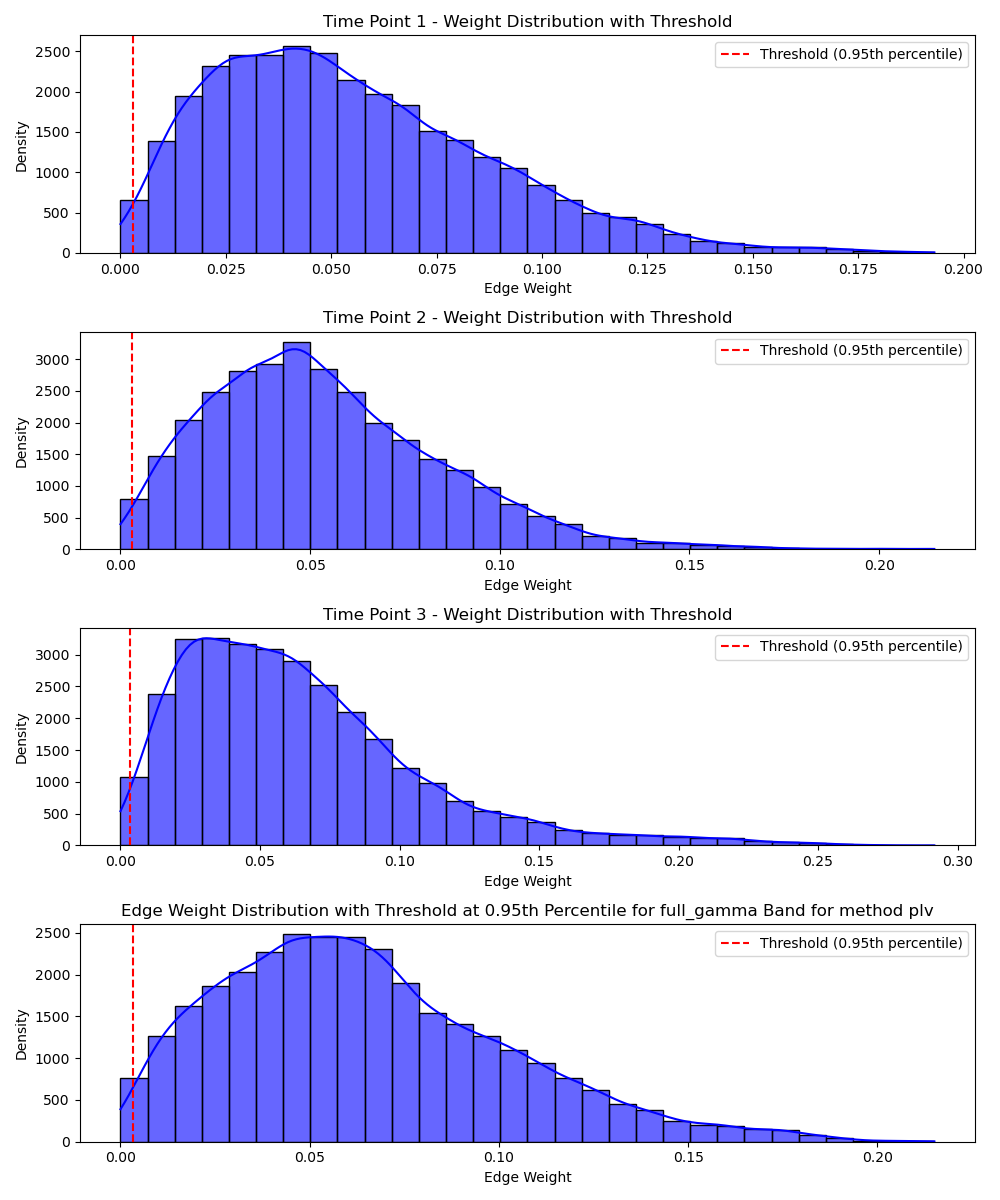 Time Point 1 - Weight Distribution with Threshold
Threshold (0.95th percentile)
2500
2000
1500
1000
500
0
Density
0.000 0.025 0.050 0.075 0.100 0.125 0.150 0.175 0.200
Edge Weight
Time Point 2 - Weight Distribution with Threshold
Threshold (0.95th percentile)
3000
2500
2000
1500
1000
500
0
Density
0.00 0.05 0.10 0.15 0.20
Edge Weight
Time Point 3 - Weight Distribution with Threshold
Threshold (0.95th percentile)
3000
2500
2000
1500
1000
500
0
Density
0.00 0.05 0.10 0.15 0.20 0.25 0.30
Edge Weight
Edge Weight Distribution with Threshold at 0.95th Percentile for full_gamma Band for method plv
Threshold (0.95th percentile)
2500
2000
1500
1000
500
0
Density
0.00 0.05 0.10 0.15 0.20
Edge Weight